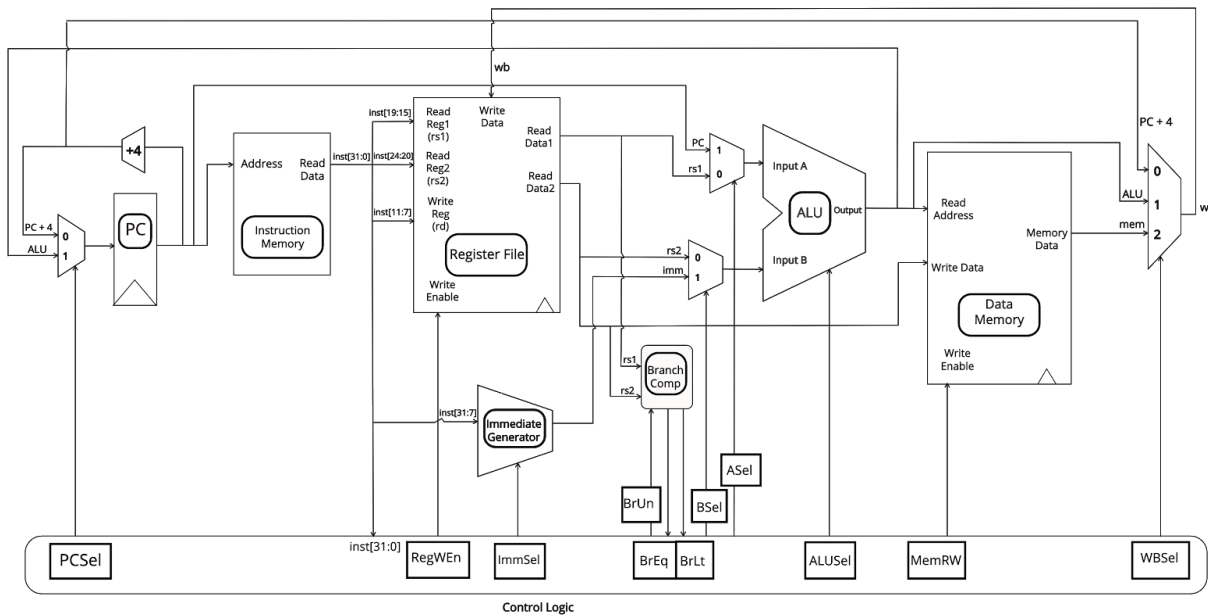 wb
inst[19:15]
Read
Reg1
(rs1)
Write
Data
Read
Data1
PC + 4
+4
Address
Read
Data
inst[31:0]
inst[24:20]
Read
Reg2
(rs2)
Read
Data2
PC
1
rs1
0
Input A
0
PC
Instruction
Memory
inst[11:7]
Write
Reg
(rd)
Register File
ALU
Output
Read
Address
ALU
1
w
PC + 4
0
ALU
1
rs2
0
imm
1
Input B
Memory
Data
mem
2
Write Data
Write
Enable
Data
Memory
Write
Enable
rs1
rs2
Branch
Comp
inst[31:7]
Immediate
Generator
ASel
BrUn
BSel
inst[31:0]
PCSel
RegWEn
ImmSel
BrEq
BrLt
ALUSel
MemRW
WBSel
Control Logic